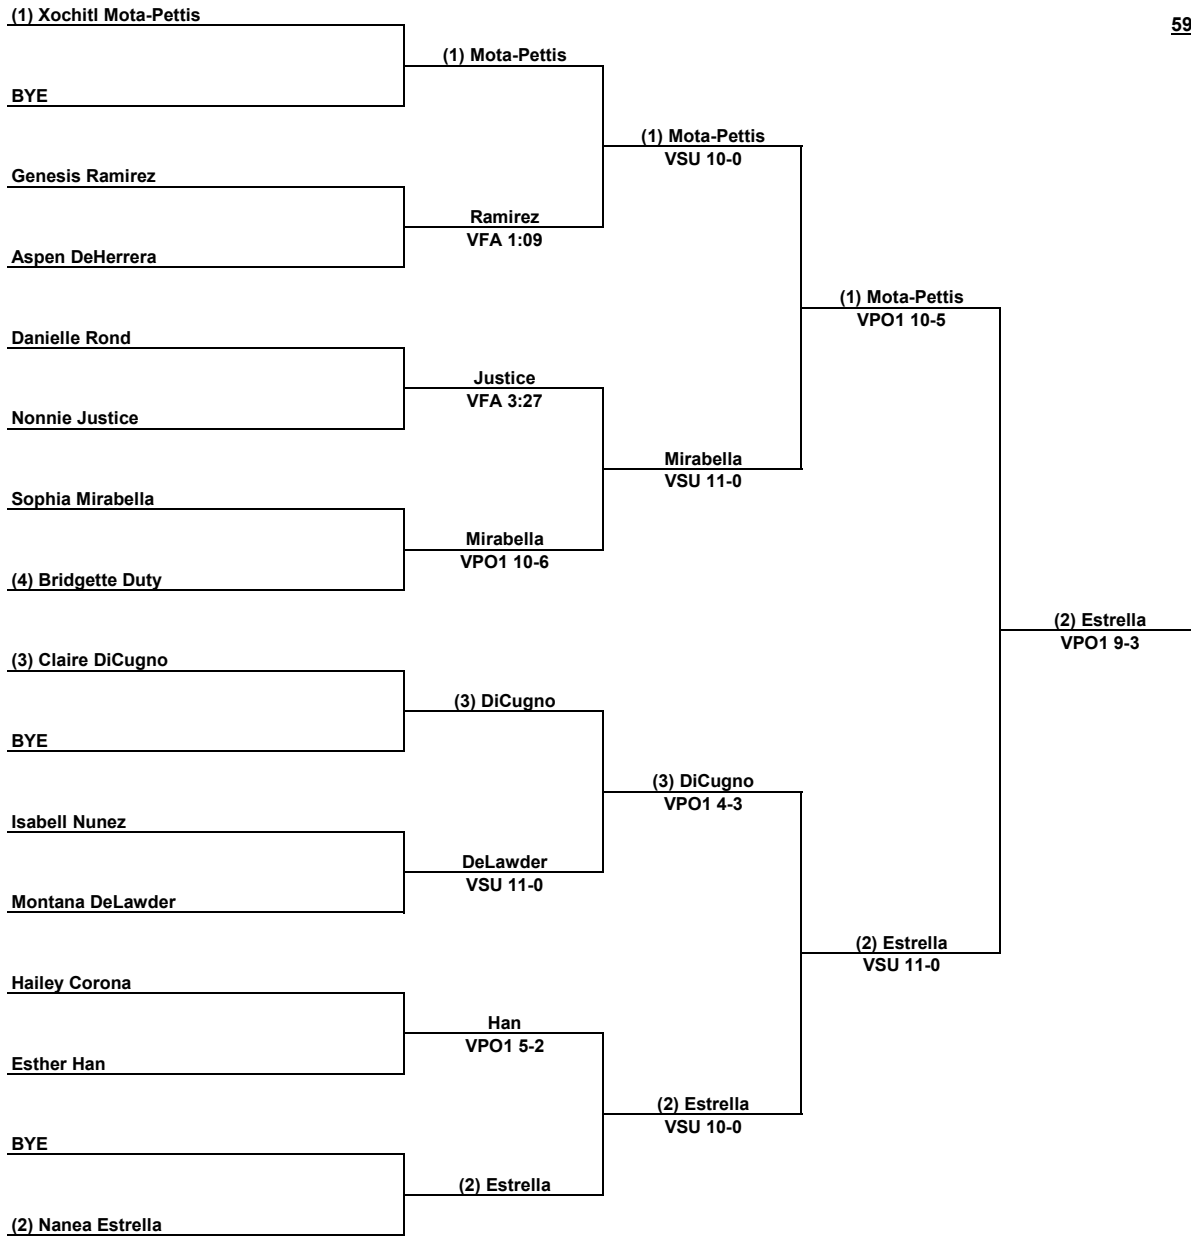 (1) Xochitl Mota-Pettis
59
(1) Mota-Pettis
BYE
(1) Mota-Pettis
VSU 10-0
Genesis Ramirez
Ramirez
VFA 1:09
Aspen DeHerrera
(1) Mota-Pettis
VPO1 10-5
Danielle Rond
Justice
VFA 3:27
Nonnie Justice
Mirabella
VSU 11-0
Sophia Mirabella
Mirabella
VPO1 10-6
(4) Bridgette Duty
(2) Estrella
VPO1 9-3
(3) Claire DiCugno
(3) DiCugno
BYE
(3) DiCugno
VPO1 4-3
Isabell Nunez
DeLawder
VSU 11-0
Montana DeLawder
(2) Estrella
VSU 11-0
Hailey Corona
Han
VPO1 5-2
Esther Han
(2) Estrella
VSU 10-0
BYE
(2) Estrella
(2) Nanea Estrella